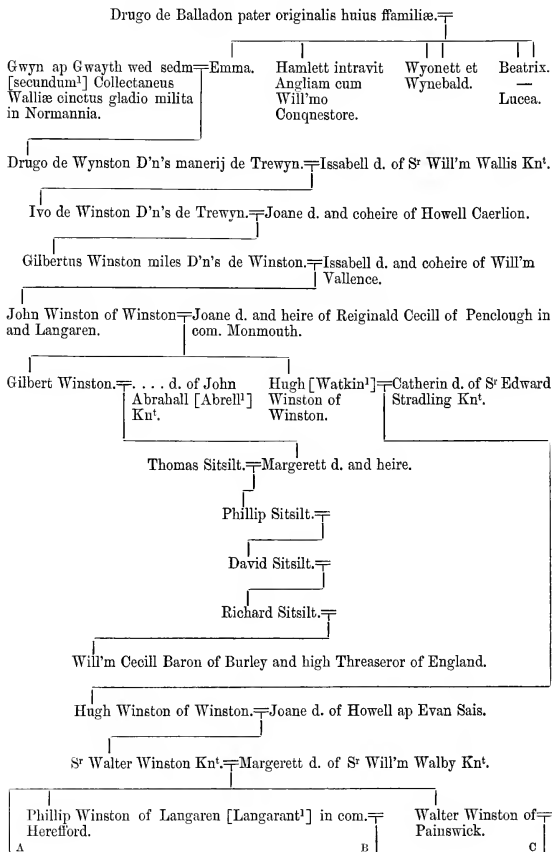 Drugo de Balladon pater originalis huius ffamiliæ.
Gwyn ap Gwayth wed sedm
[secundum¹] Collectaneus
Walliæ cinctus gladio milita
in Normannia.
Emma.
Hamlett intravit
Angliam cum
Will'mo
Conqnestore.
Wyonett et
Wynebald.
Beatrix.
—
Lucea.
Drugo de Wynston D'n's manerij de Trewyn.
Issabell d. of Sʳ Will'm Wallis Knᵗ.
Ivo de Winston D'n's de Trewyn.
Joane d. and coheire of Howell Caerlion.
Gilbertus Winston miles D'n's de Winston.
Issabell d. and coheire of Will'm
Vallence.
John Winston of Winston
and Langaren.
Joane d. and heire of Reiginald Cecill of Penclough in
com. Monmouth.
Gilbert Winston.
. . . . d. of John
Abrahall [Abrell¹]
Knᵗ.
Hugh [Watkin¹]
Winston of
Winston.
Catherin d. of Sʳ Edward
Stradling Knᵗ.
Thomas Sitsilt.
Margerett d. and heire.
Phillip Sitsilt.
David Sitsilt.
Richard Sitsilt.
Will'm Cecill Baron of Burley and high Threaseror of England.
Hugh Winston of Winston.
Joane d. of Howell ap Evan Sais.
Sʳ Walter Winston Knᵗ.
Margerett d. of Sʳ Will'm Walby Knᵗ.
Phillip Winston of Langaren [Langarant¹] in com.
Herefford.
Walter Winston of
Painswick.
A
B
C